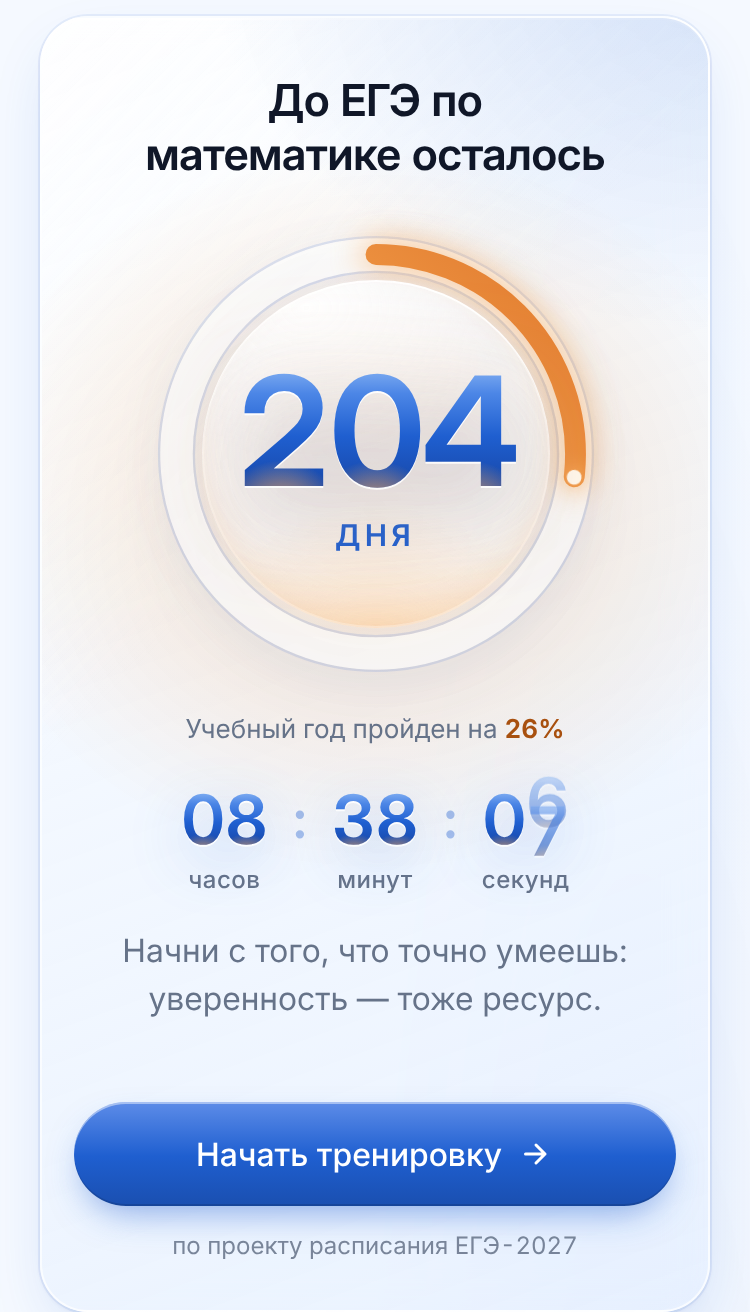 До ЕГЭ по
математике осталось
204
дня
Учебный год пройден на 26%
08 : 38 : 0
часов минут секунд
Начни с того, что точно умеешь:
уверенность — тоже ресурс.
Начать тренировку →
по проекту расписания ЕГЭ-2027